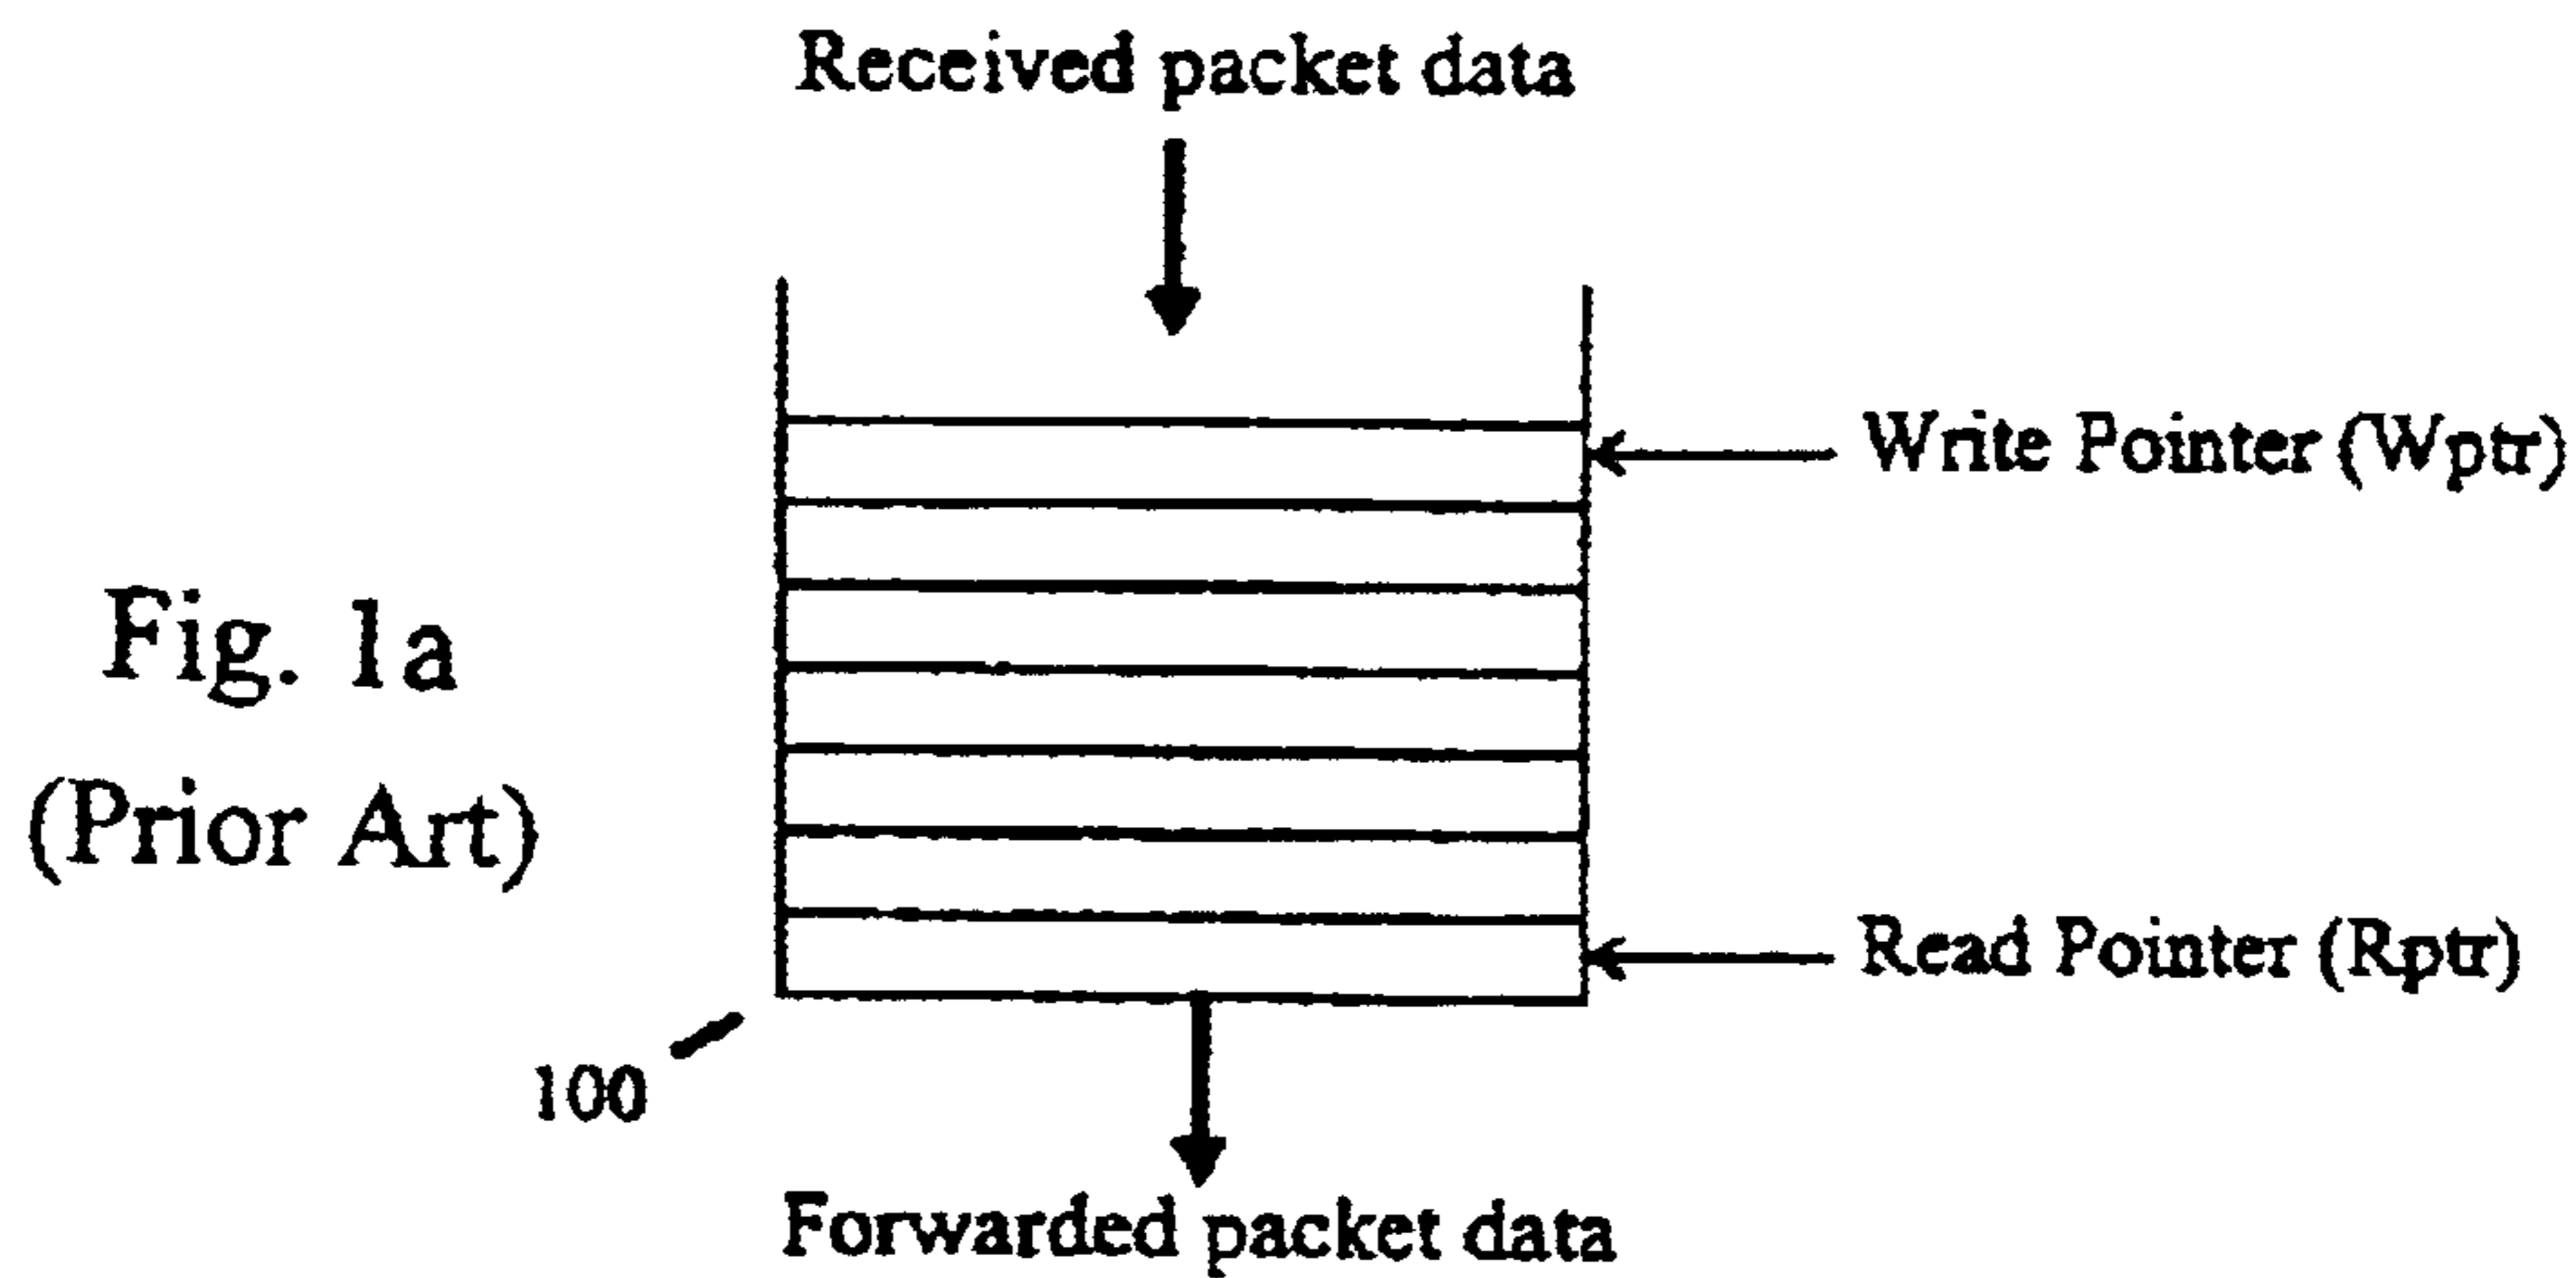 Received packet data
Write Pointer (Wptr)
Fig. 1a
(Prior Art)
Read Pointer (Rptr)
100
Forwarded packet data